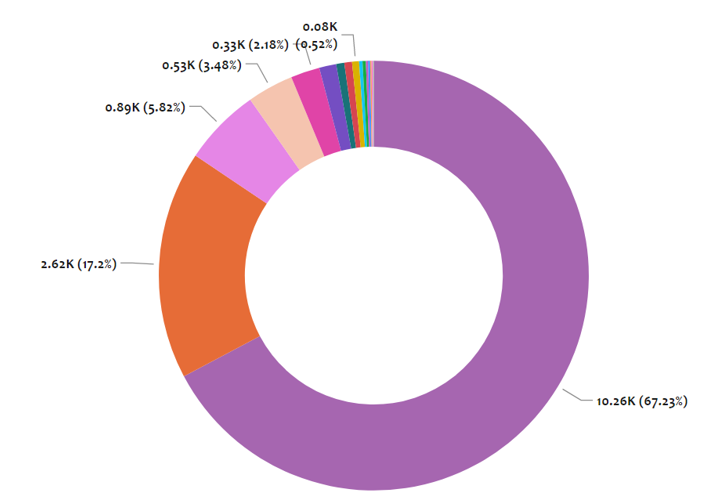 0.08K
(0.52%)
0.33K (2.18%)
0.53K (3.48%)
0.89K (5.82%)
2.62K (17.2%)
10.26K (67.23%)